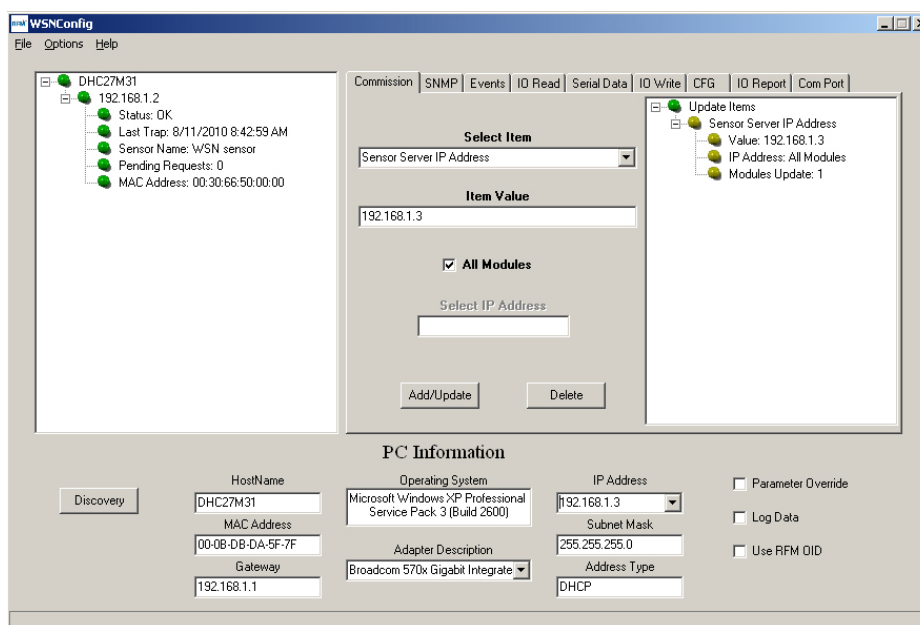 WSNConfig
File Options Help
DHC27M31
192.168.1.2
Status: OK
Last Trap: 8/11/2010 8:42:59 AM
Sensor Name: WSN sensor
Pending Requests: 0
MAC Address: 00:30:66:50:00:00
Commission SNMP Events IO Read Serial Data IO Write CFG IO Report Com Port
Select Item
Sensor Server IP Address
Item Value
192.168.1.3
All Modules
Select IP Address
Add/Update Delete
Update Items
Sensor Server IP Address
Value: 192.168.1.3
IP Address: All Modules
Modules Update: 1
PC Information
Discovery
HostName
DHC27M31
MAC Address
00-0B-DB-DA-5F-7F
Gateway
192.168.1.1
Operating System
Microsoft Windows XP Professional
Service Pack 3 (Build 2600)
Adapter Description
Broadcom 570x Gigabit Integrate
IP Address
192.168.1.3
Subnet Mask
255.255.255.0
Address Type
DHCP
Parameter Override
Log Data
Use RFM OID